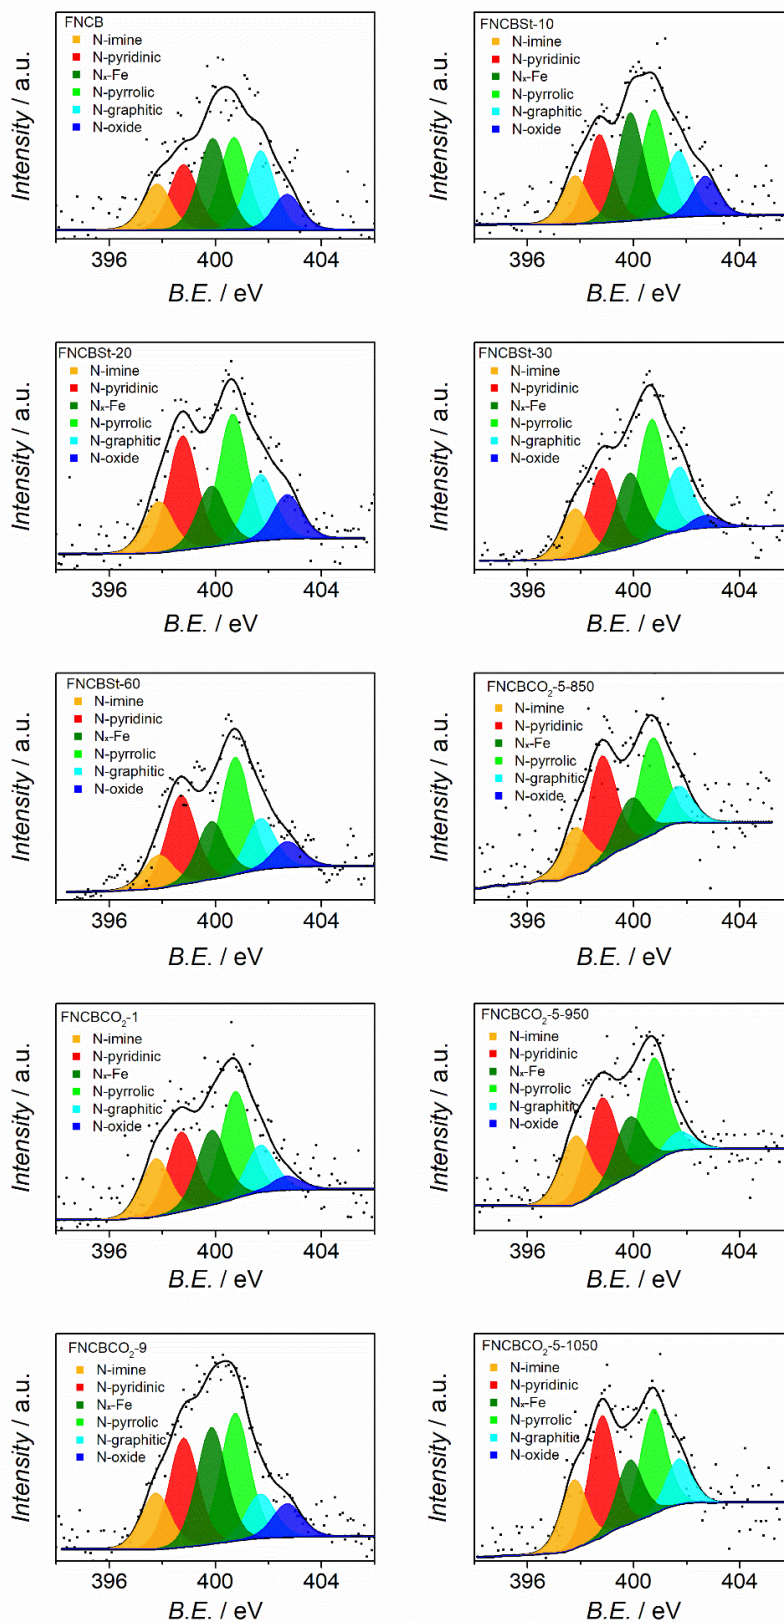 FNCB
N-imine
N-pyridinic
Nₓ-Fe
N-pyrrolic
N-graphitic
N-oxide
Intensity / a.u.
396 400 404
B.E. / eV
FNCBSt-10
N-imine
N-pyridinic
Nₓ-Fe
N-pyrrolic
N-graphitic
N-oxide
Intensity / a.u.
396 400 404
B.E. / eV
FNCBSt-20
N-imine
N-pyridinic
Nₓ-Fe
N-pyrrolic
N-graphitic
N-oxide
Intensity / a.u.
396 400 404
B.E. / eV
FNCBSt-30
N-imine
N-pyridinic
Nₓ-Fe
N-pyrrolic
N-graphitic
N-oxide
Intensity / a.u.
396 400 404
B.E. / eV
FNCBSt-60
N-imine
N-pyridinic
Nₓ-Fe
N-pyrrolic
N-graphitic
N-oxide
Intensity / a.u.
396 400 404
B.E. / eV
FNCBCO₂-5-850
N-imine
N-pyridinic
Nₓ-Fe
N-pyrrolic
N-graphitic
N-oxide
Intensity / a.u.
396 400 404
B.E. / eV
FNCBCO₂-1
N-imine
N-pyridinic
Nₓ-Fe
N-pyrrolic
N-graphitic
N-oxide
Intensity / a.u.
396 400 404
B.E. / eV
FNCBCO₂-5-950
N-imine
N-pyridinic
Nₓ-Fe
N-pyrrolic
N-graphitic
N-oxide
Intensity / a.u.
396 400 404
B.E. / eV
FNCBCO₂-9
N-imine
N-pyridinic
Nₓ-Fe
N-pyrrolic
N-graphitic
N-oxide
Intensity / a.u.
396 400 404
B.E. / eV
FNCBCO₂-5-1050
N-imine
N-pyridinic
Nₓ-Fe
N-pyrrolic
N-graphitic
N-oxide
Intensity / a.u.
396 400 404
B.E. / eV